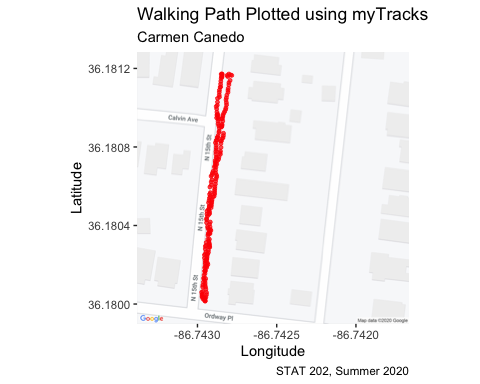 Walking Path Plotted using myTracks
Carmen Canedo
36.1812
36.1808
36.1804
36.1800
Latitude
Calvin Ave
N 15th St
N 15th St
N 15th St
Ordway Pl
Google
Map data ©2020 Google
-86.7430
-86.7425
-86.7420
Longitude
STAT 202, Summer 2020